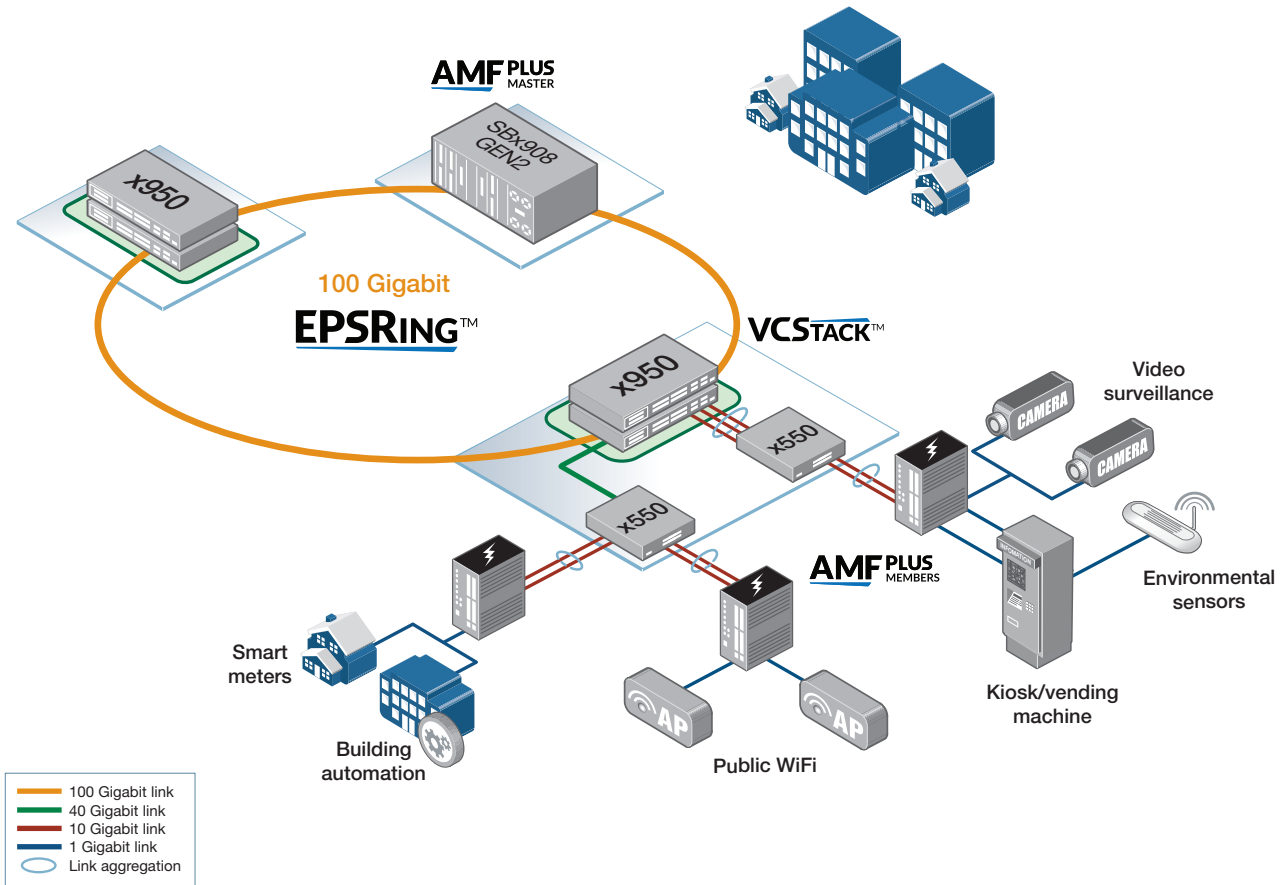 AMF PLUS
MASTER
SBx908
GEN2
x950
100 Gigabit
EPSRING™
VCSTACK™
x950
x550
Video
surveillance
CAMERA
CAMERA
x550
AMF PLUS
MEMBERS
INFOMATION
Environmental
sensors
Smart
meters
Kiosk/vending
machine
AP
AP
Building
automation
Public WiFi
100 Gigabit link
40 Gigabit link
10 Gigabit link
1 Gigabit link
Link aggregation